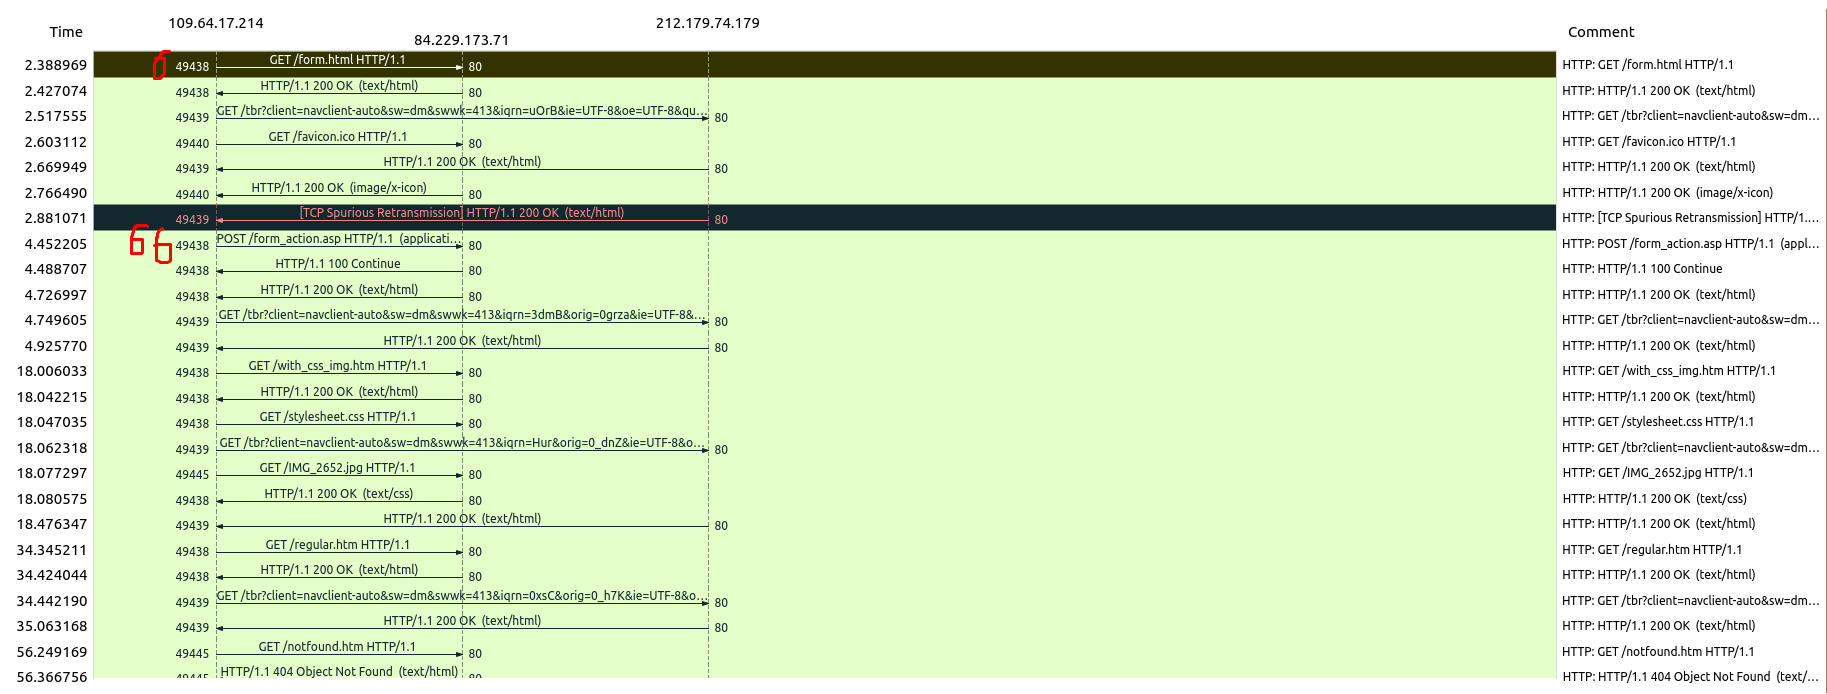 109.64.17.214 212.179.74.179
Time 84.229.173.71 Comment
2.388969 6 49438 GET /form.html HTTP/1.1 80 HTTP: GET /form.html HTTP/1.1
2.427074 49438 HTTP/1.1 200 OK (text/html) 80 HTTP: HTTP/1.1 200 OK (text/html)
2.517555 49439 GET /tbr?client=navclient-auto&sw=dm&swwk=413&iqrn=uOrB&ie=UTF-8&oe=UTF-8&qu... 80 HTTP: GET /tbr?client=navclient-auto&sw=dm...
2.603112 49440 GET /favicon.ico HTTP/1.1 80 HTTP: GET /favicon.ico HTTP/1.1
2.669949 49439 HTTP/1.1 200 OK (text/html) 80 HTTP: HTTP/1.1 200 OK (text/html)
2.766490 49440 HTTP/1.1 200 OK (image/x-icon) 80 HTTP: HTTP/1.1 200 OK (image/x-icon)
2.881071 49439 [TCP Spurious Retransmission] HTTP/1.1 200 OK (text/html) 80 HTTP: [TCP Spurious Retransmission] HTTP/1....
4.452205 6 6 49438 POST /form_action.asp HTTP/1.1 (applicati... 80 HTTP: POST /form_action.asp HTTP/1.1 (appl...
4.488707 49438 HTTP/1.1 100 Continue 80 HTTP: HTTP/1.1 100 Continue
4.726997 49438 HTTP/1.1 200 OK (text/html) 80 HTTP: HTTP/1.1 200 OK (text/html)
4.749605 49439 GET /tbr?client=navclient-auto&sw=dm&swwk=413&iqrn=3dmB&orig=0grza&ie=UTF-8&... 80 HTTP: GET /tbr?client=navclient-auto&sw=dm...
4.925770 49439 HTTP/1.1 200 OK (text/html) 80 HTTP: HTTP/1.1 200 OK (text/html)
18.006033 49438 GET /with_css_img.htm HTTP/1.1 80 HTTP: GET /with_css_img.htm HTTP/1.1
18.042215 49438 HTTP/1.1 200 OK (text/html) 80 HTTP: HTTP/1.1 200 OK (text/html)
18.047035 49438 GET /stylesheet.css HTTP/1.1 80 HTTP: GET /stylesheet.css HTTP/1.1
18.062318 49439 GET /tbr?client=navclient-auto&sw=dm&swwk=413&iqrn=Hur&orig=0_dnZ&ie=UTF-8&o... 80 HTTP: GET /tbr?client=navclient-auto&sw=dm...
18.077297 49445 GET /IMG_2652.jpg HTTP/1.1 80 HTTP: GET /IMG_2652.jpg HTTP/1.1
18.080575 49438 HTTP/1.1 200 OK (text/css) 80 HTTP: HTTP/1.1 200 OK (text/css)
18.476347 49439 HTTP/1.1 200 OK (text/html) 80 HTTP: HTTP/1.1 200 OK (text/html)
34.345211 49438 GET /regular.htm HTTP/1.1 80 HTTP: GET /regular.htm HTTP/1.1
34.424044 49438 HTTP/1.1 200 OK (text/html) 80 HTTP: HTTP/1.1 200 OK (text/html)
34.442190 49439 GET /tbr?client=navclient-auto&sw=dm&swwk=413&iqrn=0xsC&orig=0_h7K&ie=UTF-8&o... 80 HTTP: GET /tbr?client=navclient-auto&sw=dm...
35.063168 49439 HTTP/1.1 200 OK (text/html) 80 HTTP: HTTP/1.1 200 OK (text/html)
56.249169 49445 GET /notfound.htm HTTP/1.1 80 HTTP: GET /notfound.htm HTTP/1.1
56.366756 49445 HTTP/1.1 404 Object Not Found (text/html) 80 HTTP: HTTP/1.1 404 Object Not Found (text/...